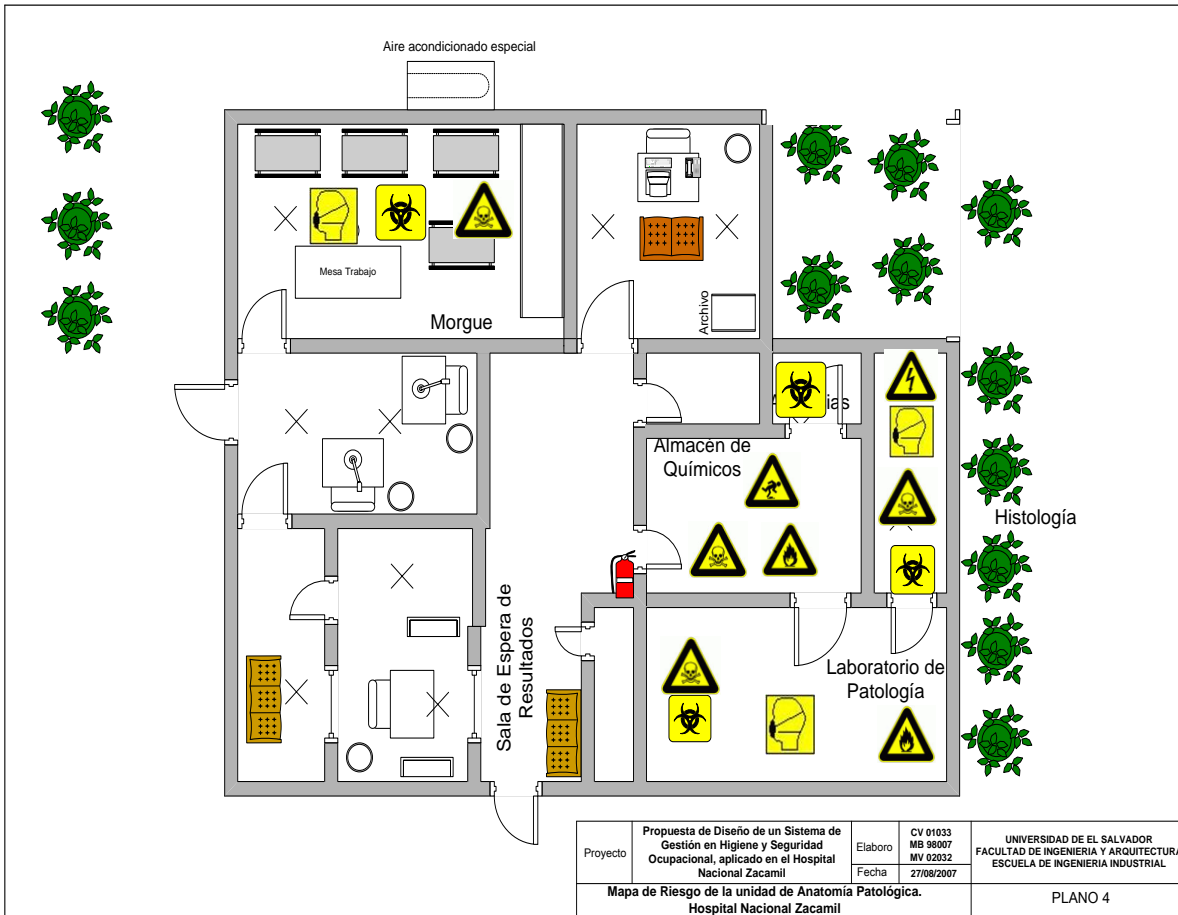 Aire acondicionado especial
Mesa Trabajo
Morgue
Archivo
Almacén de
Químicos
Histología
Sala de Espera de
Resultados
Laboratorio de
Patología
Proyecto
Propuesta de Diseño de un Sistema de
Gestión en Higiene y Seguridad
Ocupacional, aplicado en el Hospital
Nacional Zacamil
Elaboro
CV 01033
MB 98007
MV 02032
Fecha
27/08/2007
UNIVERSIDAD DE EL SALVADOR
FACULTAD DE INGENIERIA Y ARQUITECTURA
ESCUELA DE INGENIERIA INDUSTRIAL
Mapa de Riesgo de la unidad de Anatomía Patológica.
Hospital Nacional Zacamil
PLANO 4